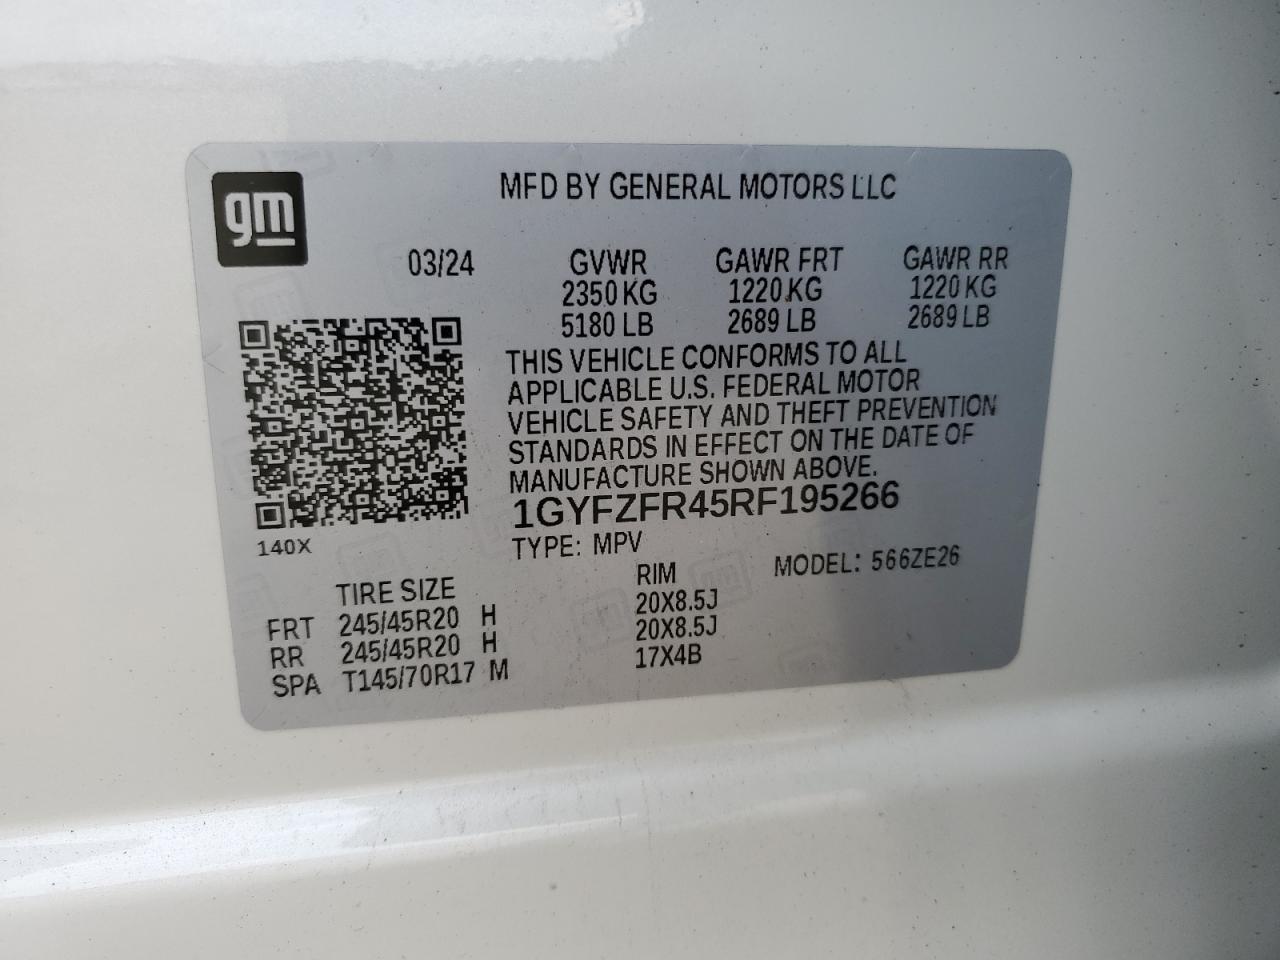 gm
MFD BY GENERAL MOTORS LLC
03/24 GVWR GAWR FRT GAWR RR
2350 KG 1220 KG 1220 KG
5180 LB 2689 LB 2689 LB
THIS VEHICLE CONFORMS TO ALL
APPLICABLE U.S. FEDERAL MOTOR
VEHICLE SAFETY AND THEFT PREVENTION
STANDARDS IN EFFECT ON THE DATE OF
MANUFACTURE SHOWN ABOVE.
1GYFZFR45RF195266
140X
TYPE: MPV MODEL: 566ZE26
TIRE SIZE RIM
FRT 245/45R20 H 20X8.5J
RR 245/45R20 H 20X8.5J
SPA T145/70R17 M 17X4B